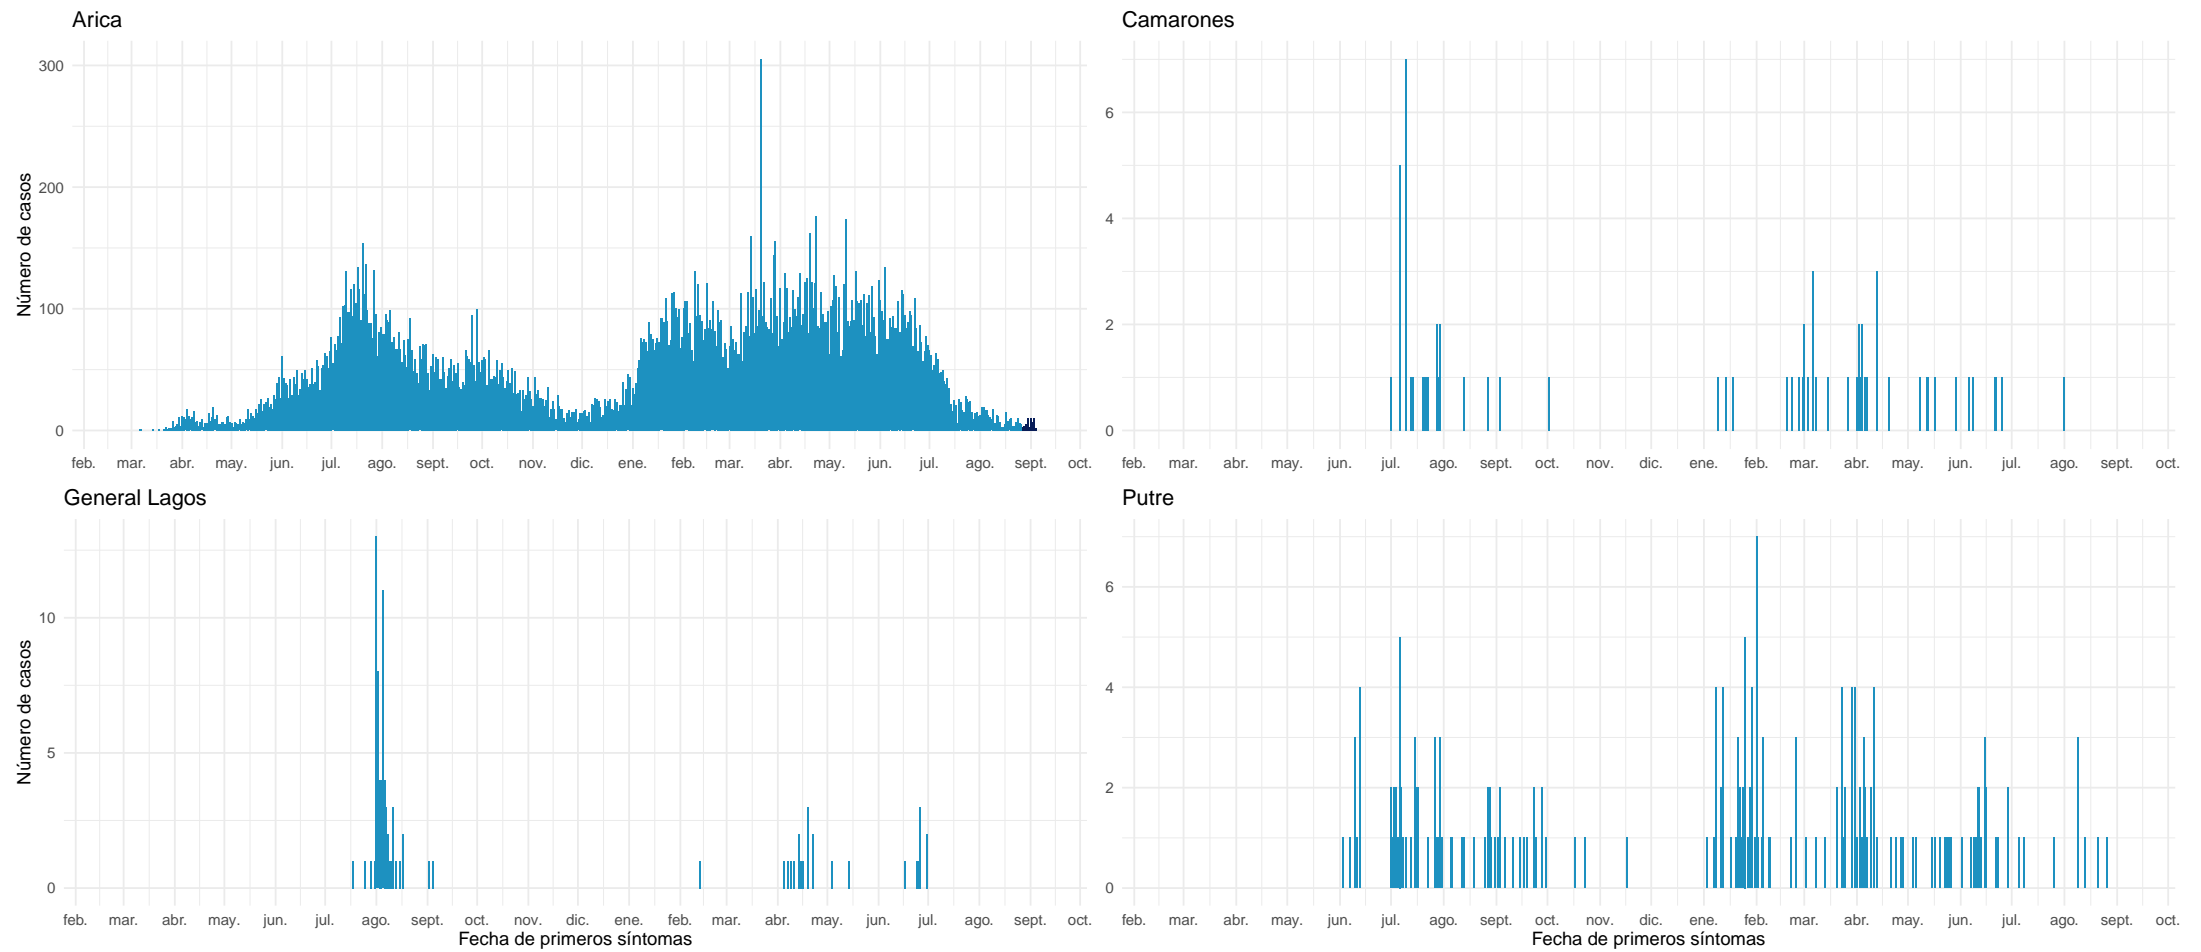 Arica
Camarones
Número de casos
300
200
100
0
6
4
2
0
feb. mar. abr. may. jun. jul. ago. sept. oct. nov. dic. ene. feb. mar. abr. may. jun. jul. ago. sept. oct.
feb. mar. abr. may. jun. jul. ago. sept. oct. nov. dic. ene. feb. mar. abr. may. jun. jul. ago. sept. oct.
General Lagos
Putre
Número de casos
10
5
0
6
4
2
0
feb. mar. abr. may. jun. jul. ago. sept. oct. nov. dic. ene. feb. mar. abr. may. jun. jul. ago. sept. oct.
feb. mar. abr. may. jun. jul. ago. sept. oct. nov. dic. ene. feb. mar. abr. may. jun. jul. ago. sept. oct.
Fecha de primeros síntomas
Fecha de primeros síntomas